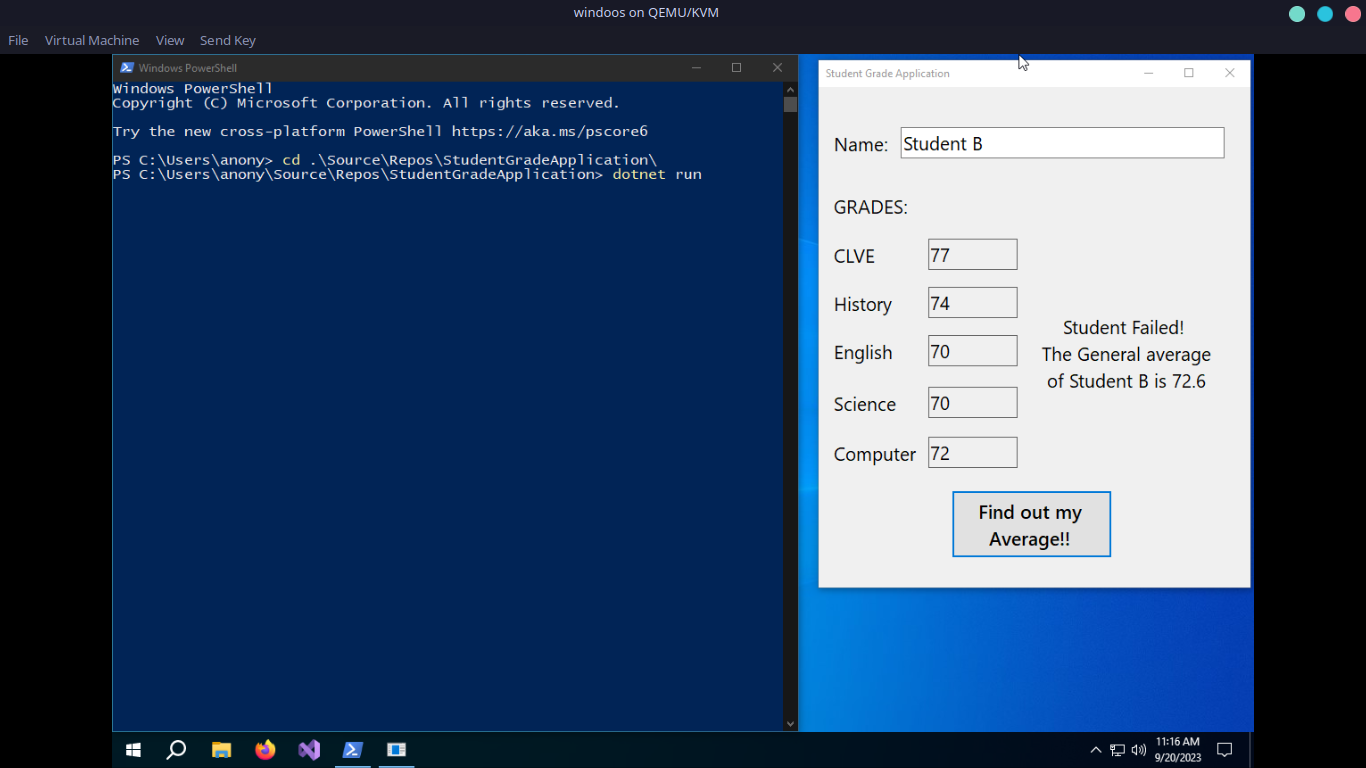 windoos on QEMU/KVM
File Virtual Machine View Send Key
Windows PowerShell
Windows PowerShell
Copyright (C) Microsoft Corporation. All rights reserved.
Try the new cross-platform PowerShell https://aka.ms/pscore6
PS C:\Users\anony> cd .\Source\Repos\StudentGradeApplication\
PS C:\Users\anony\Source\Repos\StudentGradeApplication> dotnet run
Student Grade Application
Name: Student B
GRADES:
CLVE 77
History 74
English 70
Science 70
Computer 72
Student Failed!
The General average
of Student B is 72.6
Find out my
Average!!
11:16 AM
9/20/2023